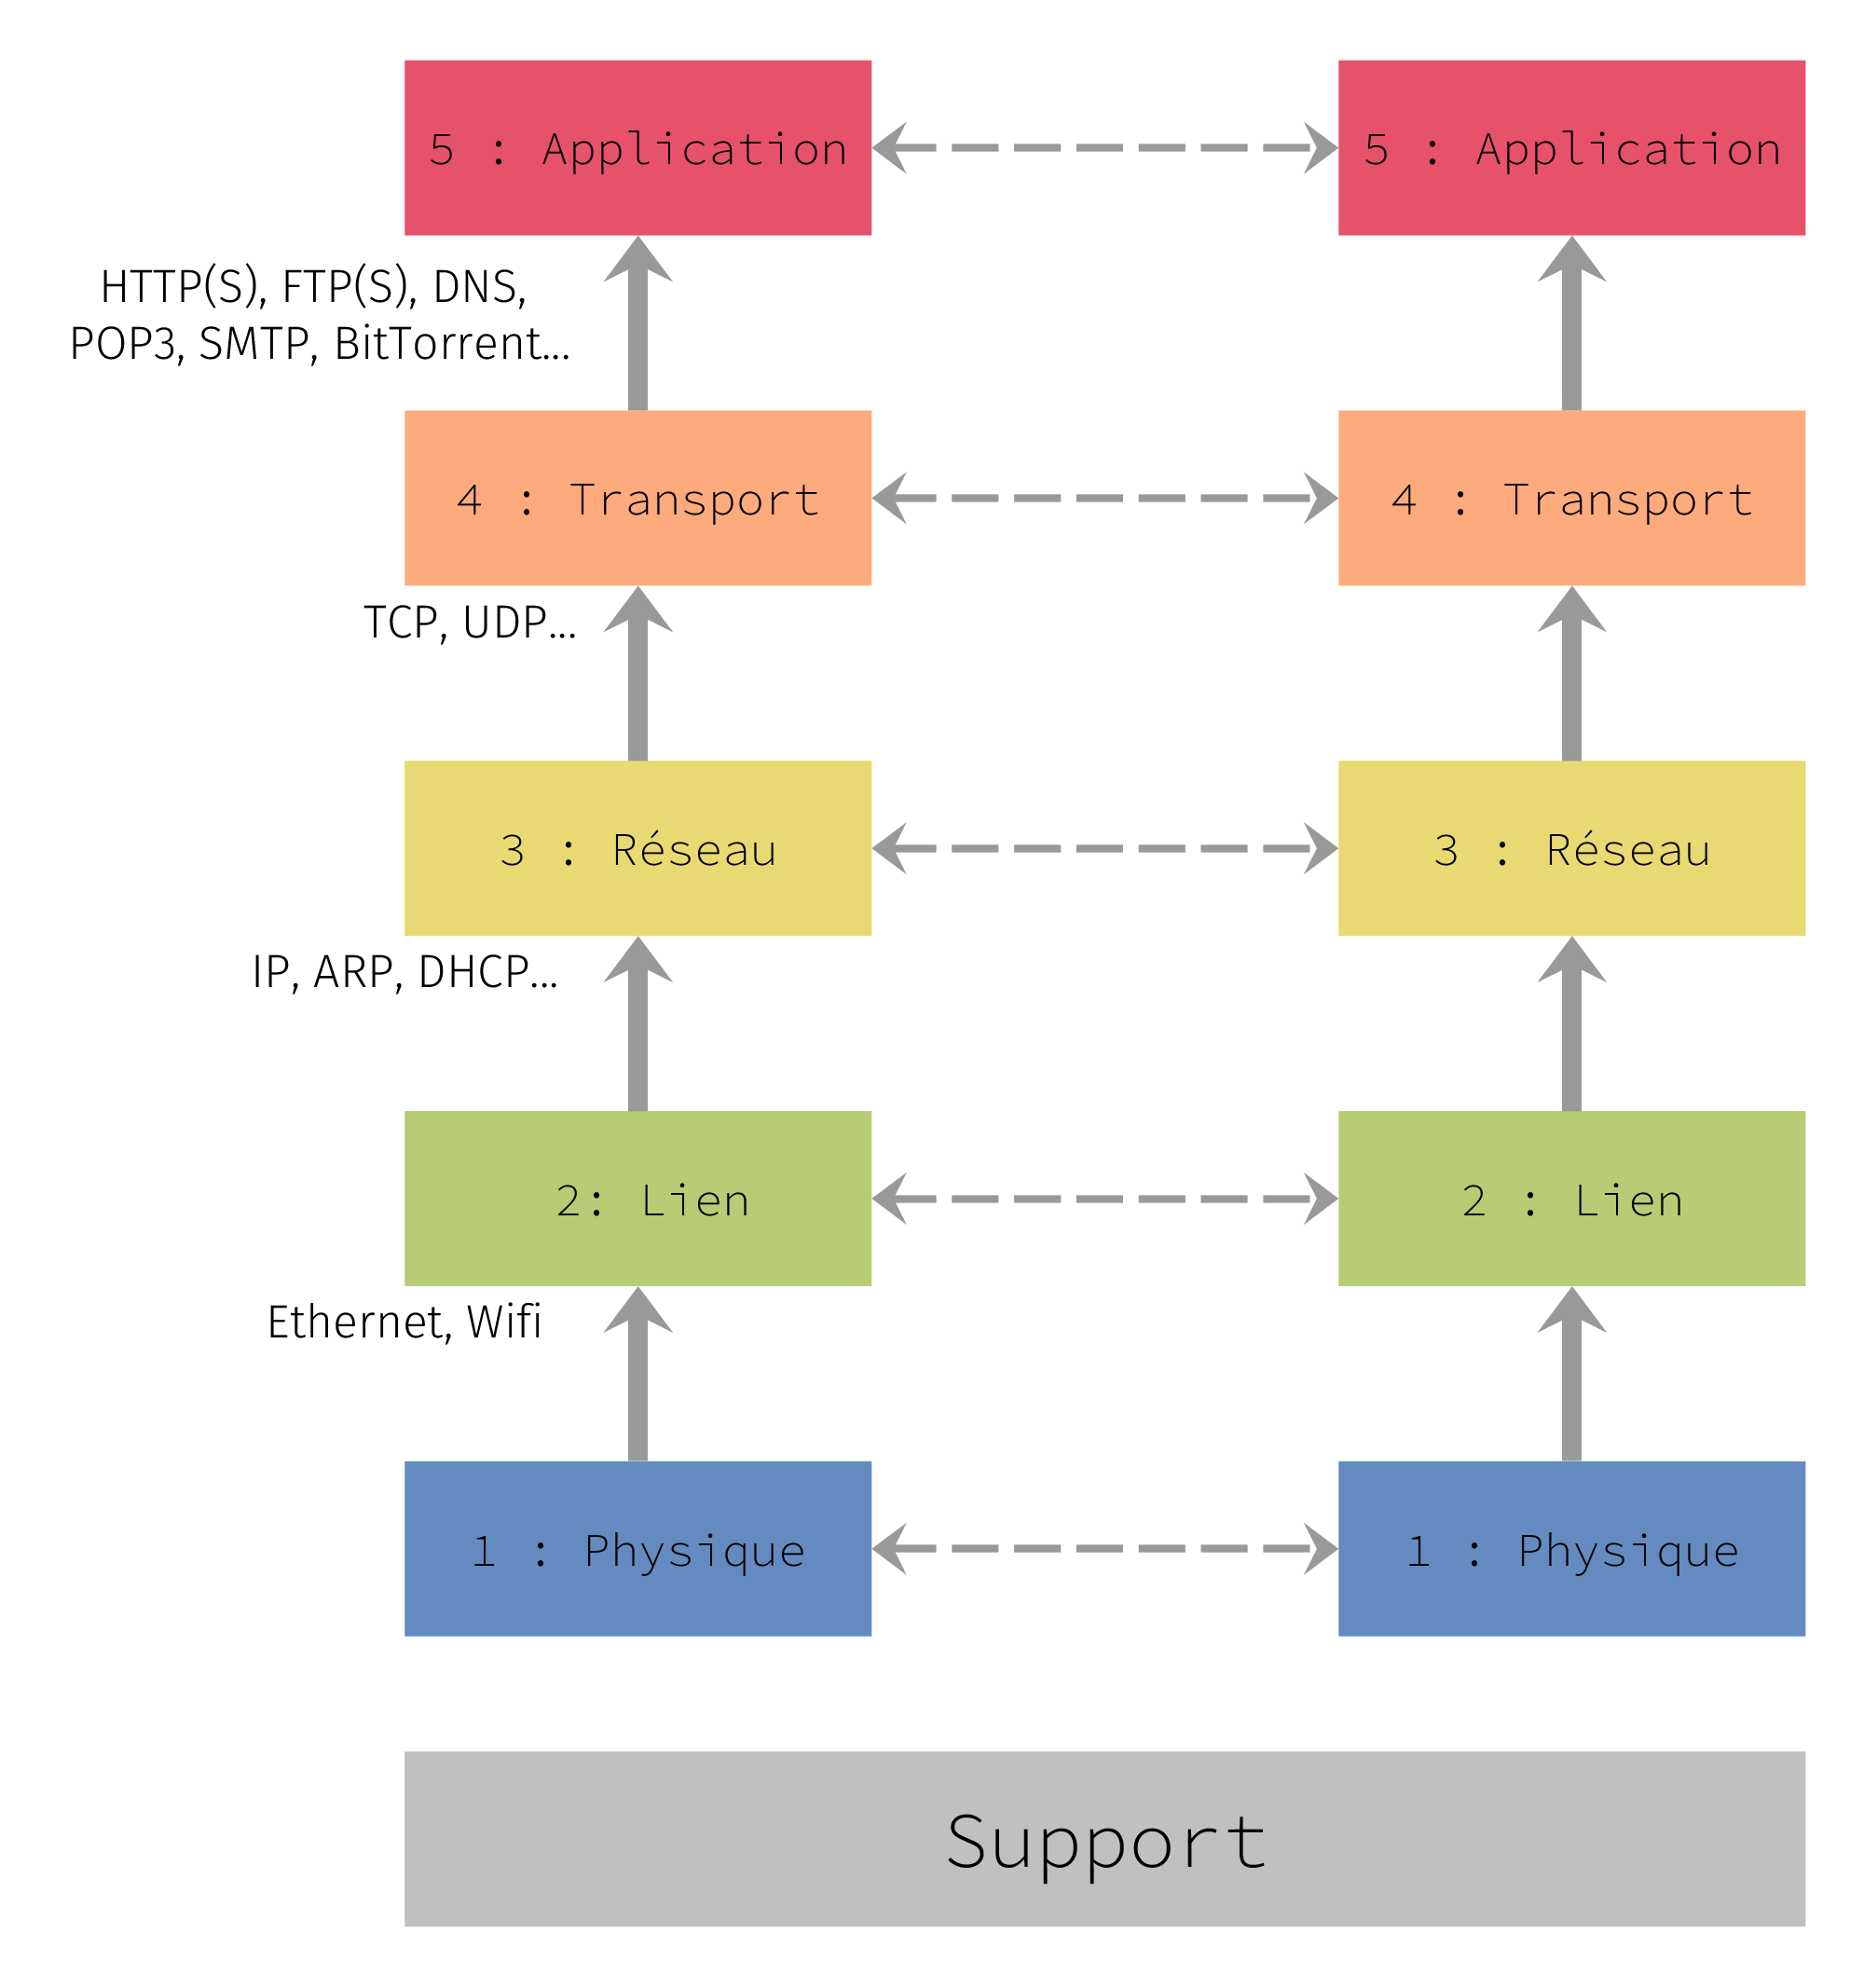 5 : Application
5 : Application
HTTP(S), FTP(S), DNS,
POP3, SMTP, BitTorrent...
4 : Transport
4 : Transport
TCP, UDP...
3 : Réseau
3 : Réseau
IP, ARP, DHCP...
2: Lien
2 : Lien
Ethernet, Wifi
1 : Physique
1 : Physique
Support